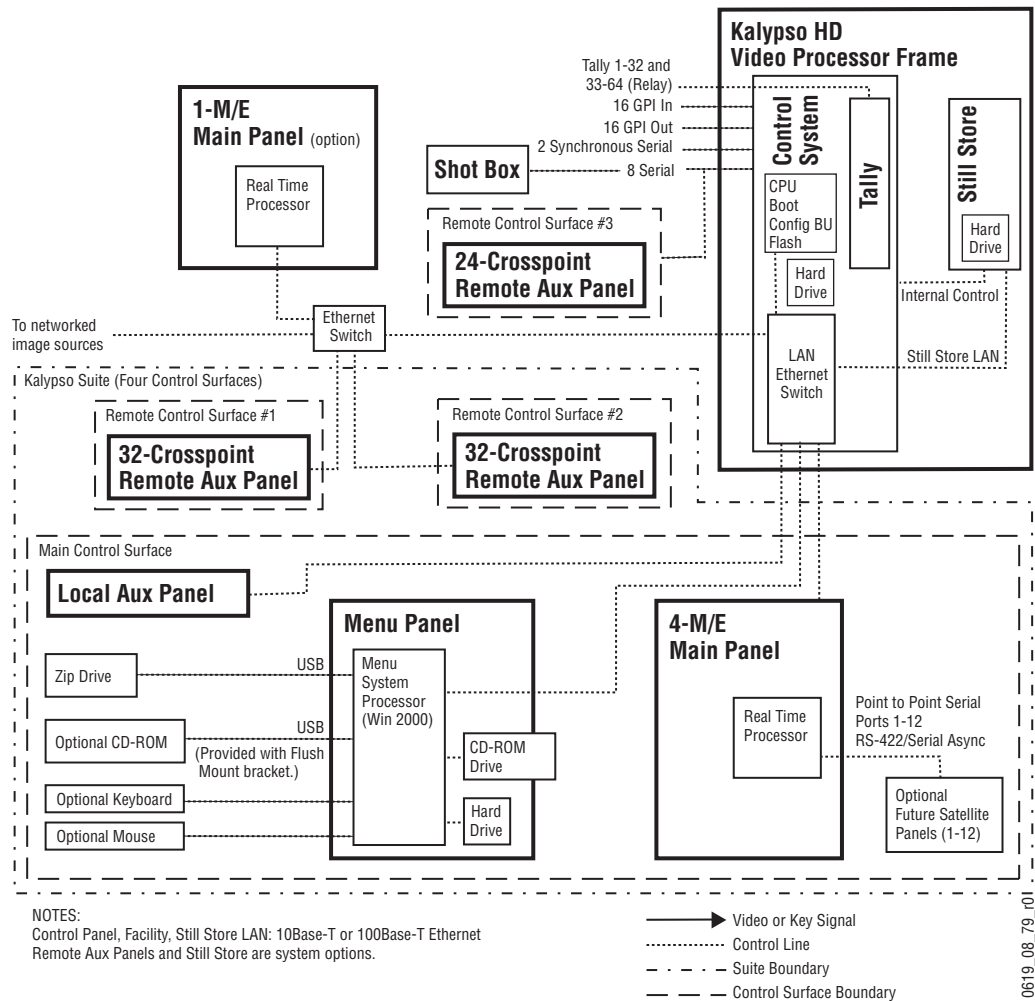 Kalypso HD
Video Processor Frame
Tally 1-32 and
33-64 (Relay)
16 GPI In
16 GPI Out
2 Synchronous Serial
8 Serial
Control
System
Tally
Still Store
CPU
Boot
Config BU
Flash
Hard
Drive
Hard
Drive
Internal Control
LAN
Ethernet
Switch
Still Store LAN
1-M/E
Main Panel (option)
Real Time
Processor
Shot Box
Remote Control Surface #3
24-Crosspoint
Remote Aux Panel
To networked
image sources
Ethernet
Switch
Kalypso Suite (Four Control Surfaces)
Remote Control Surface #1
32-Crosspoint
Remote Aux Panel
Remote Control Surface #2
32-Crosspoint
Remote Aux Panel
Main Control Surface
Local Aux Panel
Menu Panel
Menu
System
Processor
(Win 2000)
Zip Drive
USB
Optional CD-ROM
USB
(Provided with Flush
Mount bracket.)
Optional Keyboard
Optional Mouse
CD-ROM
Drive
Hard
Drive
4-M/E
Main Panel
Real Time
Processor
Point to Point Serial
Ports 1-12
RS-422/Serial Async
Optional
Future Satellite
Panels (1-12)
NOTES:
Control Panel, Facility, Still Store LAN: 10Base-T or 100Base-T Ethernet
Remote Aux Panels and Still Store are system options.
Video or Key Signal
Control Line
Suite Boundary
Control Surface Boundary
0619_08_79_r0